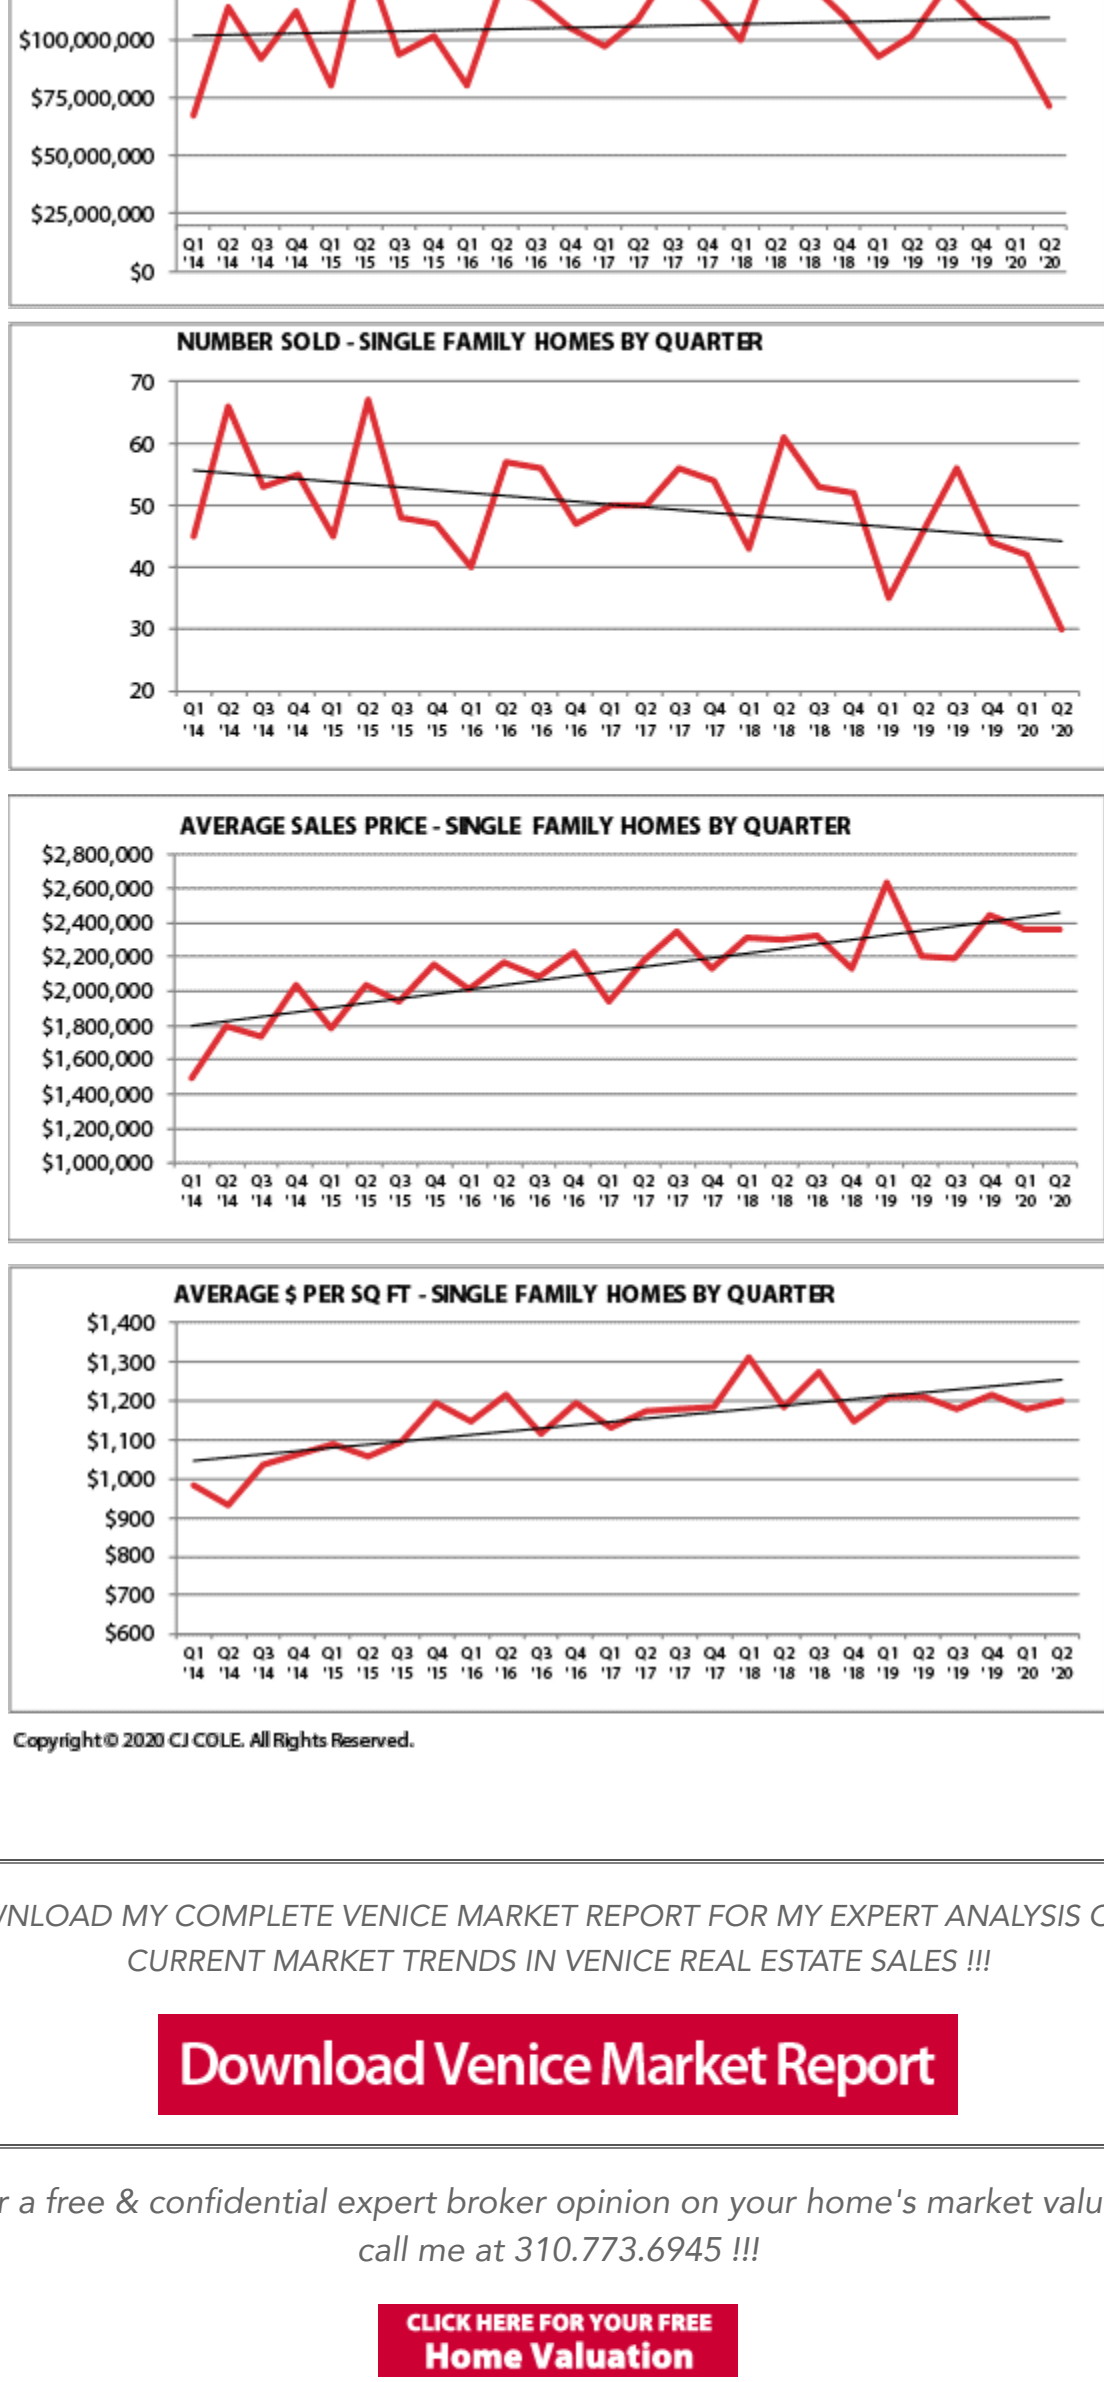 $100,000,000
$75,000,000
$50,000,000
$25,000,000
$0
Q1 Q2 Q3 Q4 Q1 Q2 Q3 Q4 Q1 Q2 Q3 Q4 Q1 Q2 Q3 Q4 Q1 Q2 Q3 Q4 Q1 Q2 Q3 Q4 Q1 Q2
'14 '14 '14 '14 '15 '15 '15 '15 '16 '16 '16 '16 '17 '17 '17 '17 '18 '18 '18 '18 '19 '19 '19 '19 '20 '20
NUMBER SOLD - SINGLE FAMILY HOMES BY QUARTER
70
60
50
40
30
20
Q1 Q2 Q3 Q4 Q1 Q2 Q3 Q4 Q1 Q2 Q3 Q4 Q1 Q2 Q3 Q4 Q1 Q2 Q3 Q4 Q1 Q2 Q3 Q4 Q1 Q2
'14 '14 '14 '14 '15 '15 '15 '15 '16 '16 '16 '16 '17 '17 '17 '17 '18 '18 '18 '18 '19 '19 '19 '19 '20 '20
AVERAGE SALES PRICE - SINGLE FAMILY HOMES BY QUARTER
$2,800,000
$2,600,000
$2,400,000
$2,200,000
$2,000,000
$1,800,000
$1,600,000
$1,400,000
$1,200,000
$1,000,000
Q1 Q2 Q3 Q4 Q1 Q2 Q3 Q4 Q1 Q2 Q3 Q4 Q1 Q2 Q3 Q4 Q1 Q2 Q3 Q4 Q1 Q2 Q3 Q4 Q1 Q2
'14 '14 '14 '14 '15 '15 '15 '15 '16 '16 '16 '16 '17 '17 '17 '17 '18 '18 '18 '18 '19 '19 '19 '19 '20 '20
AVERAGE $ PER SQ FT - SINGLE FAMILY HOMES BY QUARTER
$1,400
$1,300
$1,200
$1,100
$1,000
$900
$800
$700
$600
Q1 Q2 Q3 Q4 Q1 Q2 Q3 Q4 Q1 Q2 Q3 Q4 Q1 Q2 Q3 Q4 Q1 Q2 Q3 Q4 Q1 Q2 Q3 Q4 Q1 Q2
'14 '14 '14 '14 '15 '15 '15 '15 '16 '16 '16 '16 '17 '17 '17 '17 '18 '18 '18 '18 '19 '19 '19 '19 '20 '20
Copyright © 2020 CJ COLE. All Rights Reserved.
MY COMPLETE VENICE MARKET REPORT FOR MY EXPERT ANALYSIS
CURRENT MARKET TRENDS IN VENICE REAL ESTATE SALES !!!
Download Venice Market Report
a free & confidential expert broker opinion on your home's market
call me at 310.773.6945 !!!
CLICK HERE FOR YOUR FREE
Home Valuation